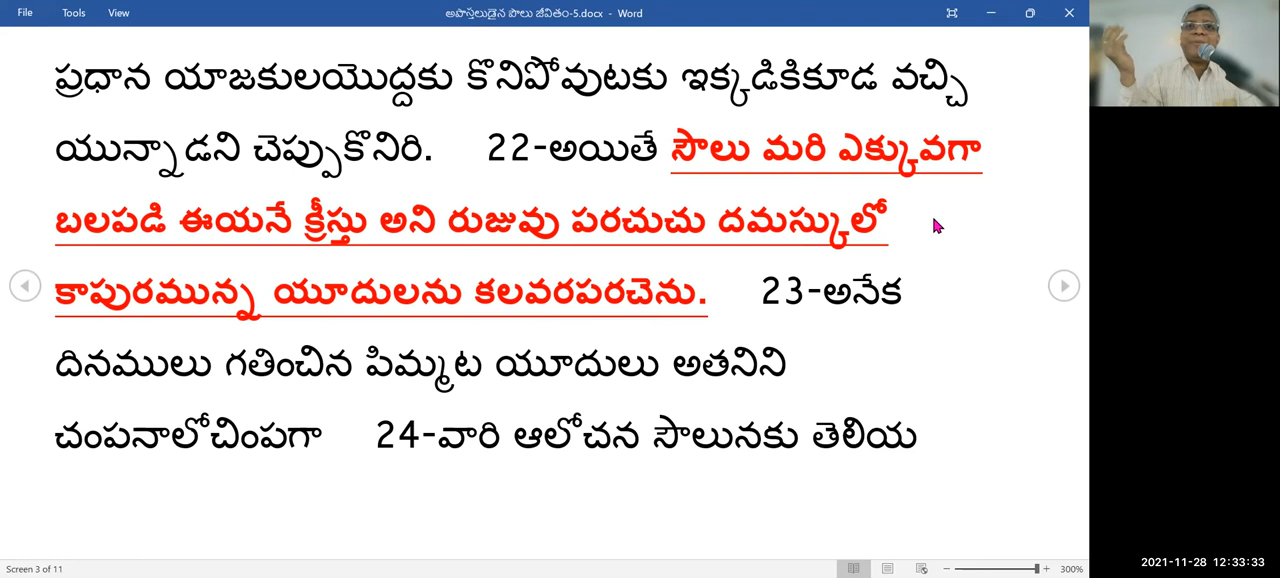 File Tools View అపొస్తలుడైన పౌలు జీవితం-5.docx - Word
ప్రధాన యాజకులయొద్దకు కొనిపోవుటకు ఇక్కడికికూడ వచ్చి
యున్నాడని చెప్పుకొనిరి. 22-అయితే సౌలు మరి ఎక్కువగా
బలపడి ఈయనే క్రీస్తు అని రుజువు పరచుచు దమస్కులో
కాపురమున్న యూదులను కలవరపరచెను. 23-అనేక
దినములు గతించిన పిమ్మట యూదులు అతనిని
చంపనాలోచింపగా 24-వారి ఆలోచన సౌలునకు తెలియ
2021-11-28 12:33:33
Screen 3 of 11 300%